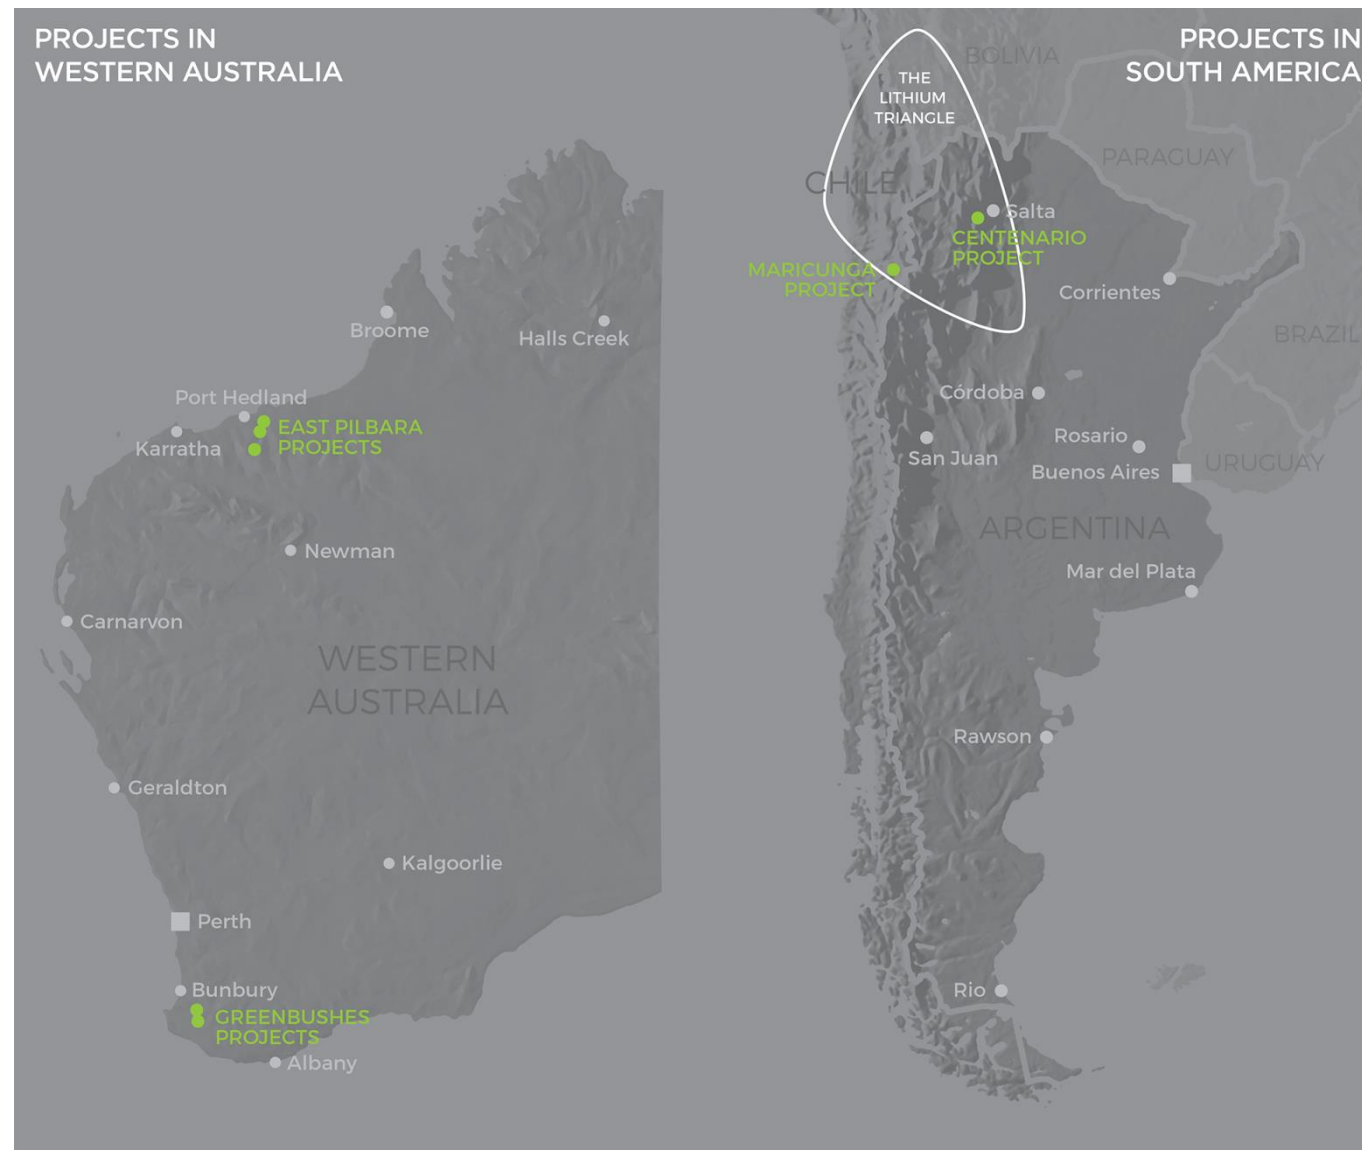 PROJECTS IN
WESTERN AUSTRALIA
Broome
Halls Creek
Port Hedland
EAST PILBARA
PROJECTS
Karratha
Newman
Carnarvon
WESTERN
AUSTRALIA
Geraldton
Kalgoorlie
Perth
Bunbury
GREENBUSHES
PROJECTS
Albany
PROJECTS IN
SOUTH AMERICA
BOLIVIA
THE
LITHIUM
TRIANGLE
PARAGUAY
CHILE
Salta
CENTENARIO
PROJECT
MARICUNGA
PROJECT
Corrientes
BRAZIL
Córdoba
Rosario
San Juan
Buenos Aires
URUGUAY
ARGENTINA
Mar del Plata
Rawson
Rio